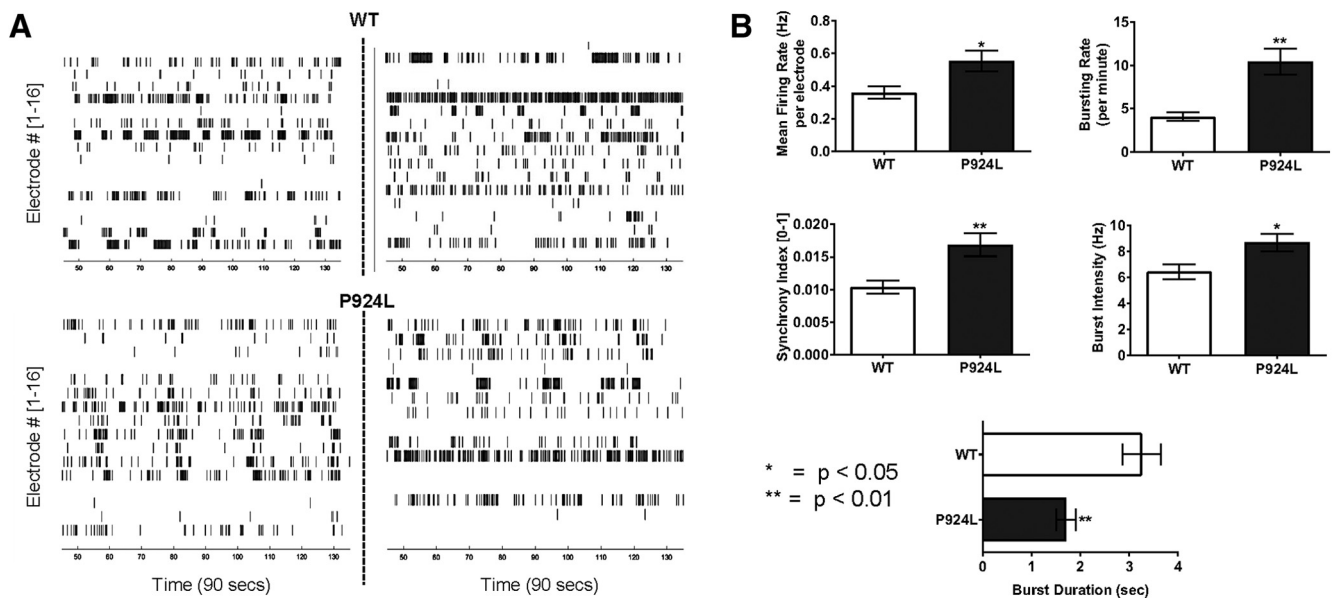 A
WT
Electrode # [1-16]
50 60 70 80 90 100 110 120 130
50 60 70 80 90 100 110 120 130
P924L
Electrode # [1-16]
50 60 70 80 90 100 110 120 130
50 60 70 80 90 100 110 120 130
Time (90 secs)
Time (90 secs)
B
Mean Firing Rate (Hz)
per electrode
0.8
0.6
0.4
0.2
0.0
*
WT
P924L
Bursting Rate
(per minute)
15
10
5
0
**
WT
P924L
Synchrony Index [0-1]
0.020
0.015
0.010
0.005
0.000
**
WT
P924L
Burst Intensity (Hz)
10
8
6
4
2
0
*
WT
P924L
* = p < 0.05
** = p < 0.01
WT
P924L
**
0 1 2 3 4
Burst Duration (sec)